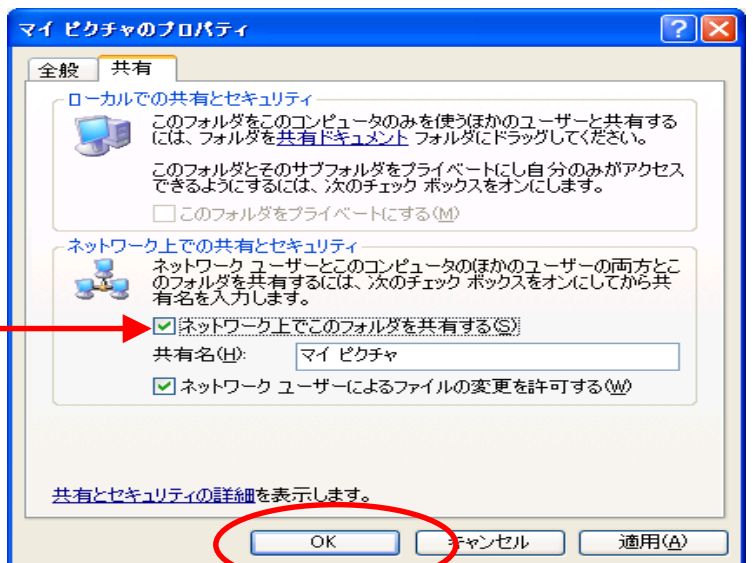 マイ ピクチャのプロパティ
全般 共有
ローカルでの共有とセキュリティ
このフォルダをこのコンピュータのみを使うほかのユーザーと共有する
には、フォルダを共有ドキュメント フォルダにドラッグしてください。
このフォルダとそのサブフォルダをプライベートにし自分のみがアクセス
できるようにするには、次のチェック ボックスをオンにします。
このフォルダをプライベートにする(M)
ネットワーク上での共有とセキュリティ
ネットワーク ユーザーとこのコンピュータのほかのユーザーの両方とこ
のフォルダを共有するには、次のチェック ボックスをオンにしてから共
有名を入力します。
ネットワーク上でこのフォルダを共有する(S)
共有名(H): マイ ピクチャ
ネットワーク ユーザーによるファイルの変更を許可する(W)
共有とセキュリティの詳細を表示します。
OK キャンセル 適用(A)